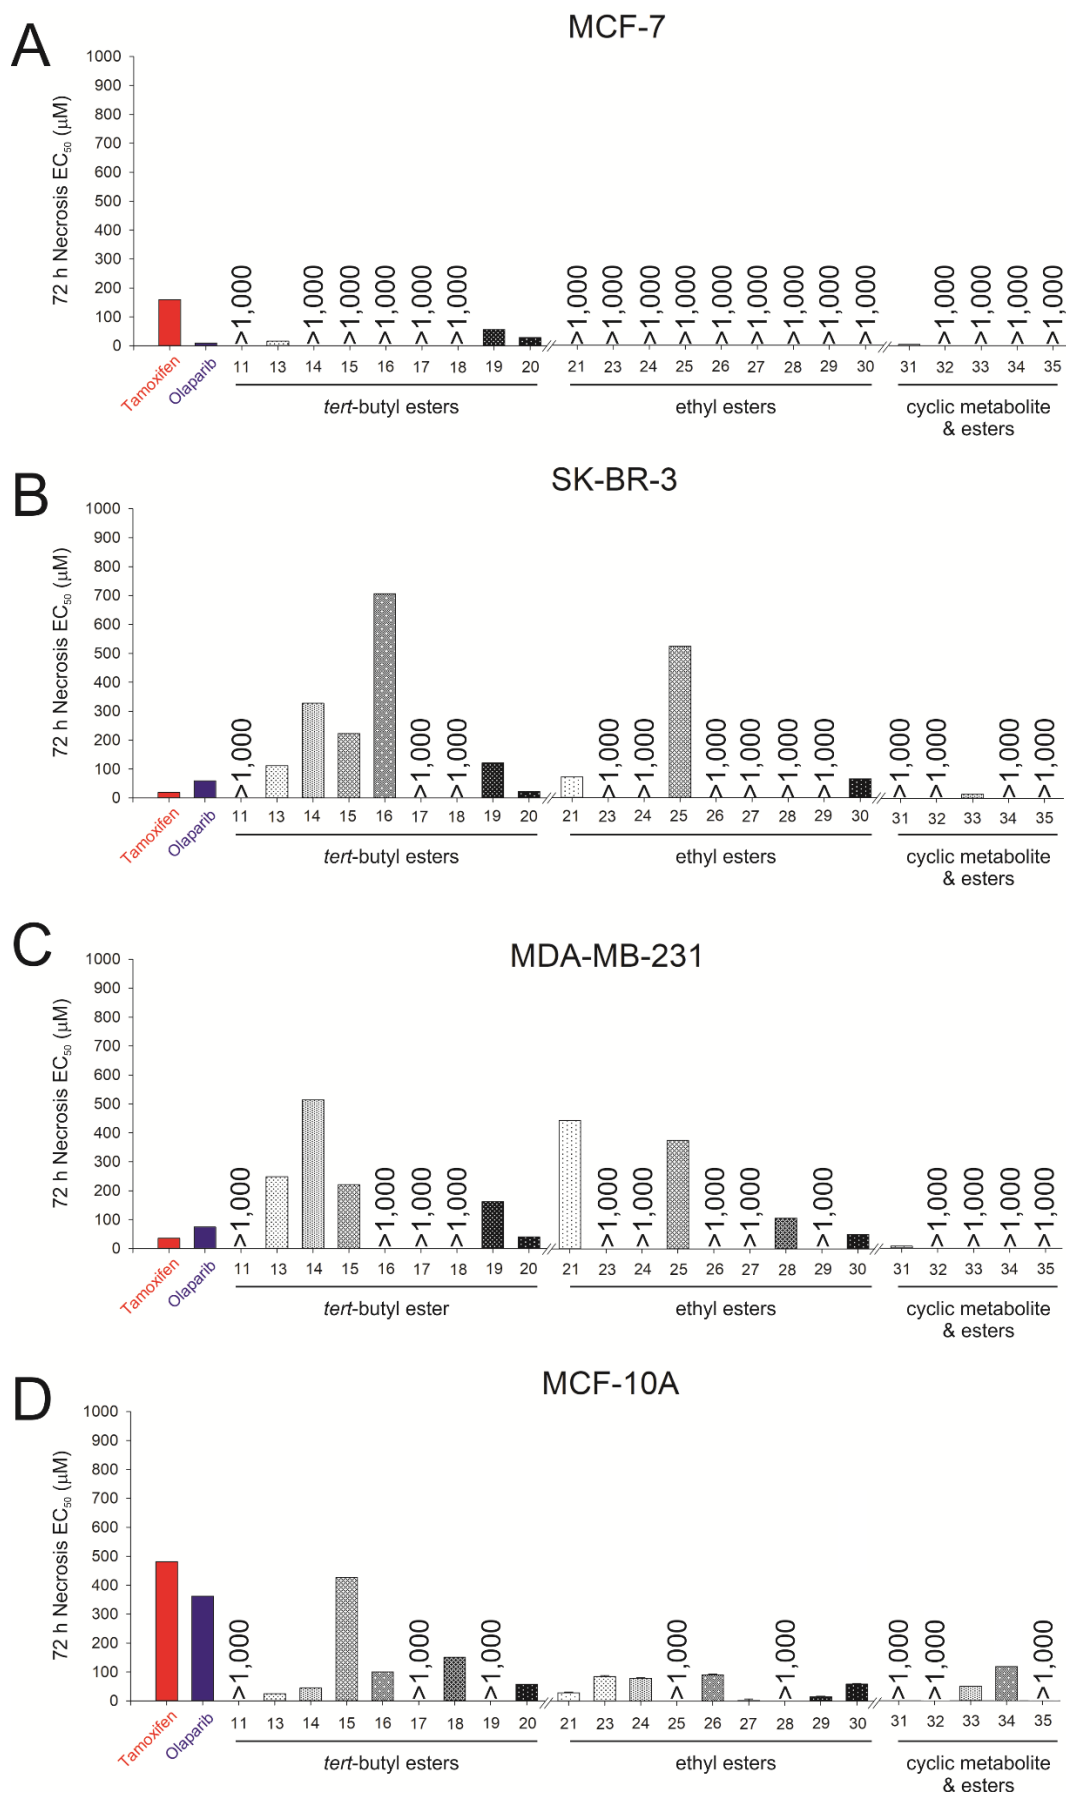 A
MCF-7
72 h Necrosis EC50 (μM)
1000
900
800
700
600
500
400
300
200
100
0
>1,000 >1,000 >1,000 >1,000 >1,000 >1,000 >1,000 >1,000 >1,000 >1,000 >1,000 >1,000 >1,000 >1,000 >1,000 >1,000 >1,000 >1,000 >1,000
Tamoxifen Olaparib 11 13 14 15 16 17 18 19 20 21 23 24 25 26 27 28 29 30 31 32 33 34 35
tert-butyl esters ethyl esters cyclic metabolite
& esters
B
SK-BR-3
72 h Necrosis EC50 (μM)
1000
900
800
700
600
500
400
300
200
100
0
>1,000 >1,000 >1,000 >1,000 >1,000 >1,000 >1,000 >1,000 >1,000 >1,000 >1,000 >1,000 >1,000
Tamoxifen Olaparib 11 13 14 15 16 17 18 19 20 21 23 24 25 26 27 28 29 30 31 32 33 34 35
tert-butyl esters ethyl esters cyclic metabolite
& esters
C
MDA-MB-231
72 h Necrosis EC50 (μM)
1000
900
800
700
600
500
400
300
200
100
0
>1,000 >1,000 >1,000 >1,000 >1,000 >1,000 >1,000 >1,000 >1,000 >1,000 >1,000 >1,000 >1,000
Tamoxifen Olaparib 11 13 14 15 16 17 18 19 20 21 23 24 25 26 27 28 29 30 31 32 33 34 35
tert-butyl ester ethyl esters cyclic metabolite
& esters
D
MCF-10A
72 h Necrosis EC50 (μM)
1000
900
800
700
600
500
400
300
200
100
0
>1,000 >1,000 >1,000 >1,000 >1,000 >1,000 >1,000 >1,000
Tamoxifen Olaparib 11 13 14 15 16 17 18 19 20 21 23 24 25 26 27 28 29 30 31 32 33 34 35
tert-butyl esters ethyl esters cyclic metabolite
& esters